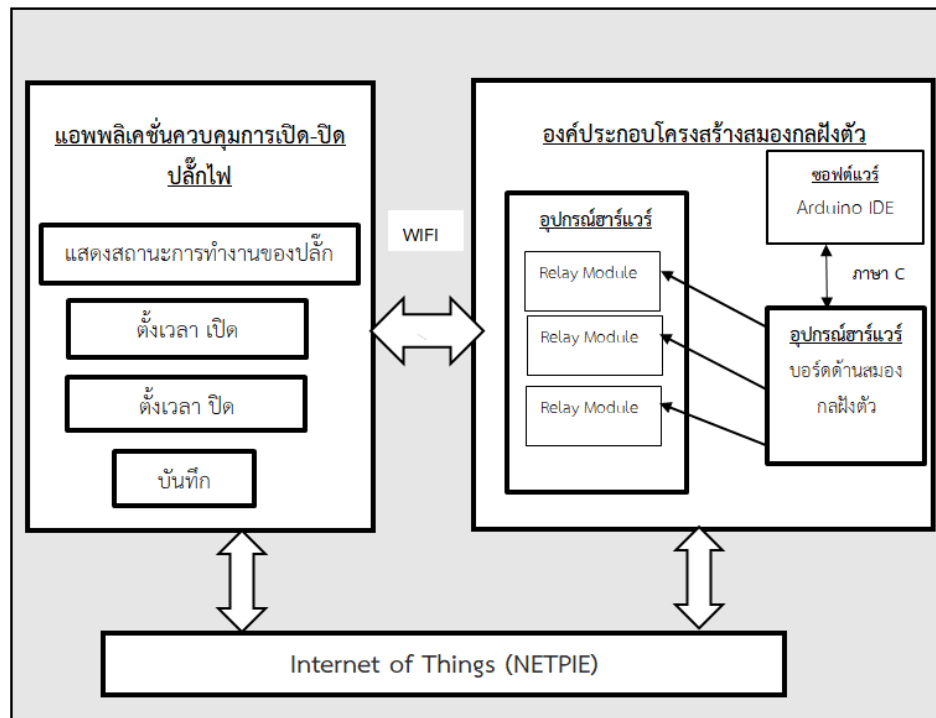 แอพพลิเคชั่นควบคุมการเปิด-ปิด
ปลั๊กไฟ
แสดงสถานะการทำงานของปลั๊ก
ตั้งเวลา เปิด
ตั้งเวลา ปิด
บันทึก
WIFI
องค์ประกอบโครงสร้างสมองกลฝังตัว
ซอฟต์แวร์
Arduino IDE
ภาษา C
อุปกรณ์ฮาร์แวร์
Relay Module
Relay Module
Relay Module
อุปกรณ์ฮาร์แวร์
บอร์ดด้านสมอง
กลฝังตัว
Internet of Things (NETPIE)